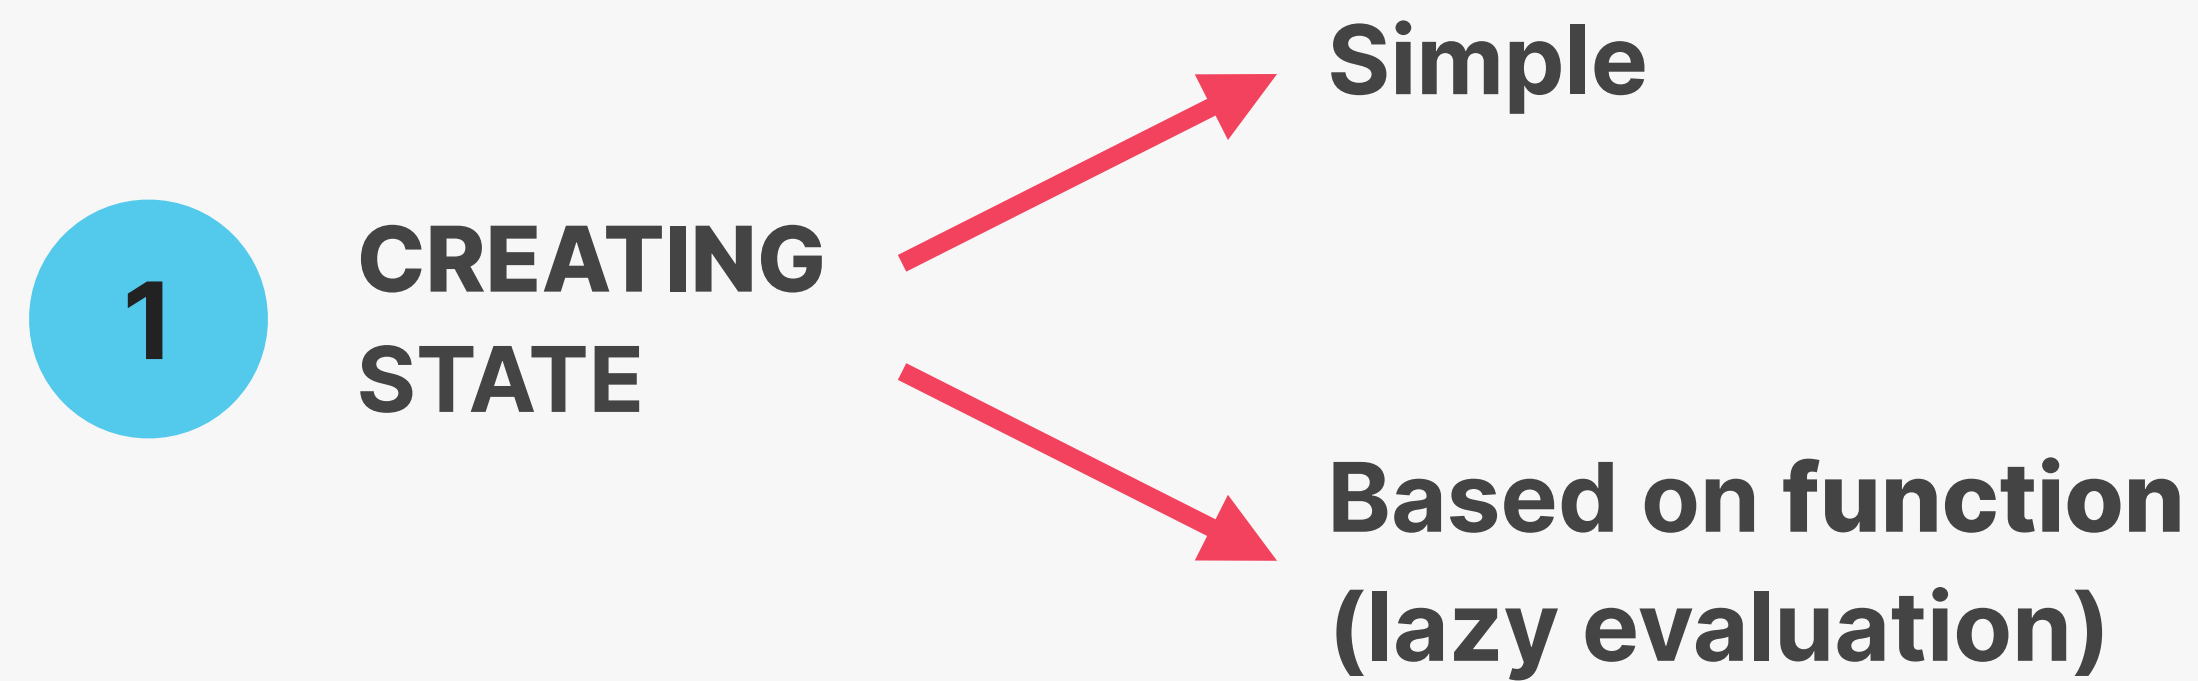 1
CREATING
STATE
Simple
Based on function
(lazy evaluation)